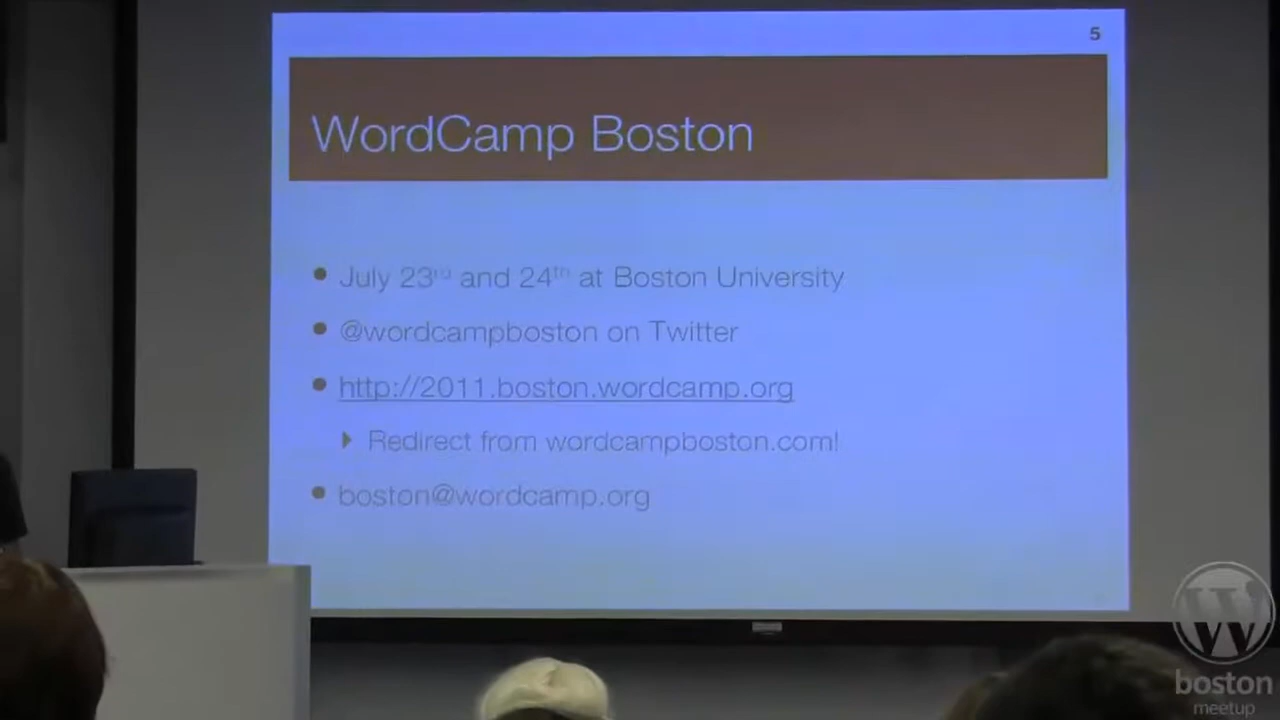 5
WordCamp Boston
July 23rd and 24th at Boston University
@wordcampboston on Twitter
http://2011.boston.wordcamp.org
Redirect from wordcampboston.com!
boston@wordcamp.org
boston
meetup